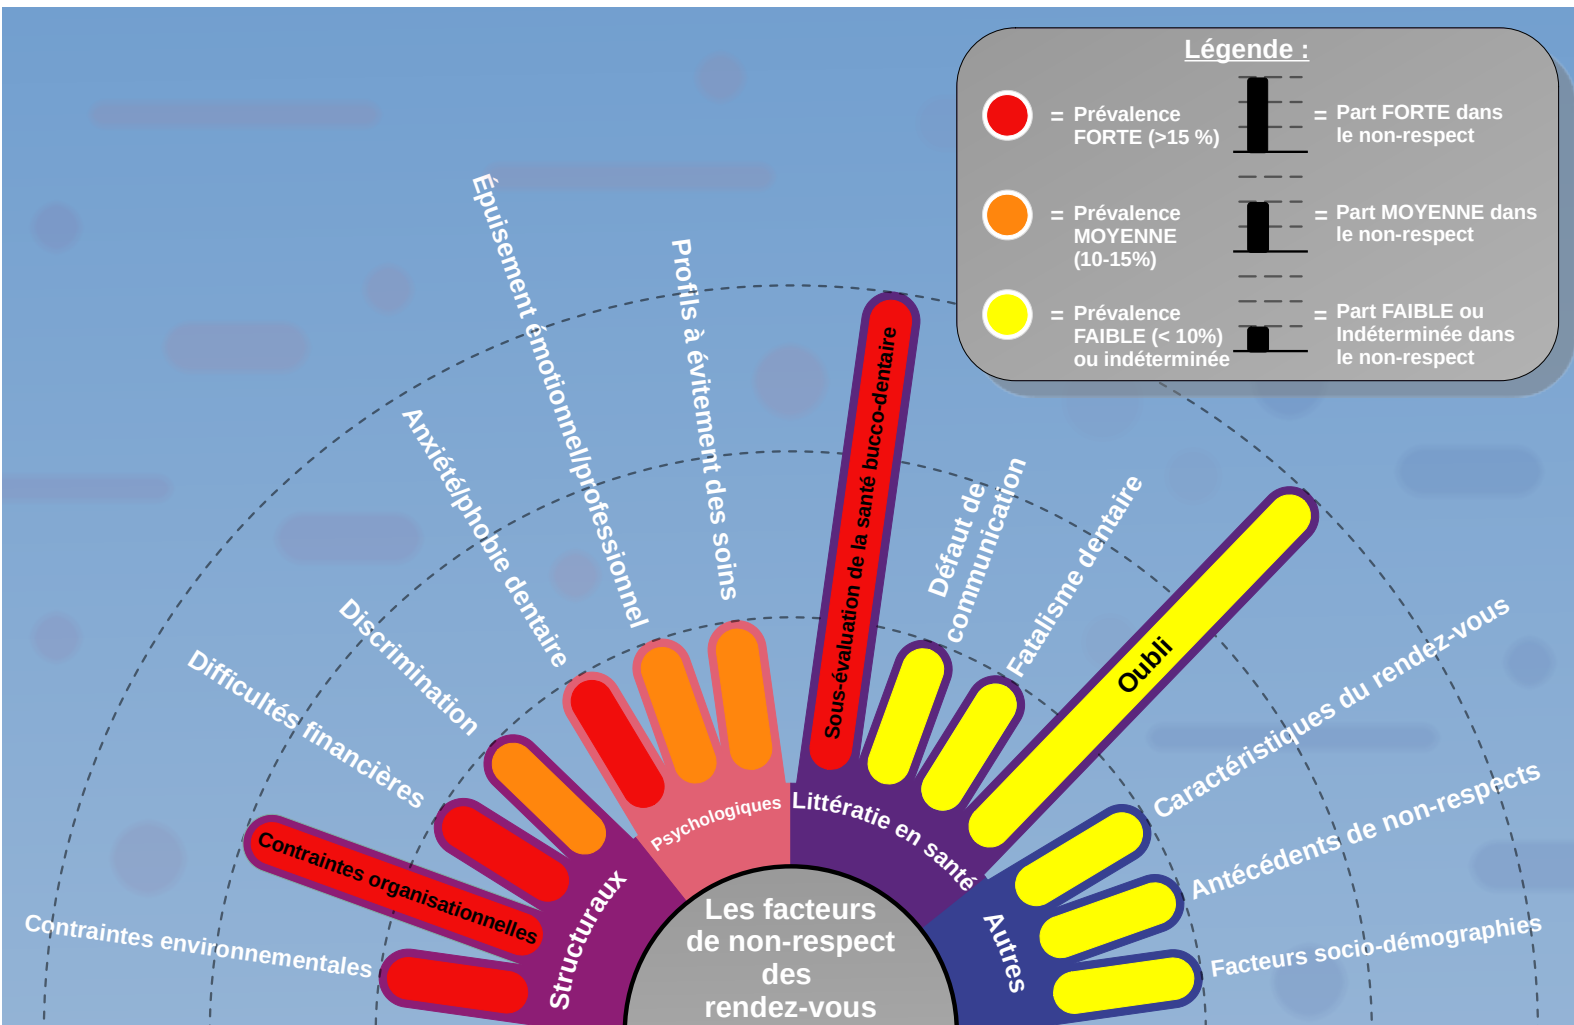 Légende :
= Prévalence
FORTE (>15 %)
= Part FORTE dans
le non-respect
= Prévalence
MOYENNE
(10-15%)
= Part MOYENNE dans
le non-respect
= Prévalence
FAIBLE (< 10%)
ou indéterminée
= Part FAIBLE ou
Indéterminée dans
le non-respect
Contraintes environnementales
Contraintes organisationnelles
Difficultés financières
Discrimination
Anxiété/phobie dentaire
Épuisement émotionnel/professionnel
Profils à évitement des soins
Sous-évaluation de la santé bucco-dentaire
Défaut de
communication
Fatalisme dentaire
Oubli
Caractéristiques du rendez-vous
Antécédents de non-respects
Facteurs socio-démographies
Structuraux
Psychologiques
Littératie en santé
Autres
Les facteurs
de non-respect
des
rendez-vous